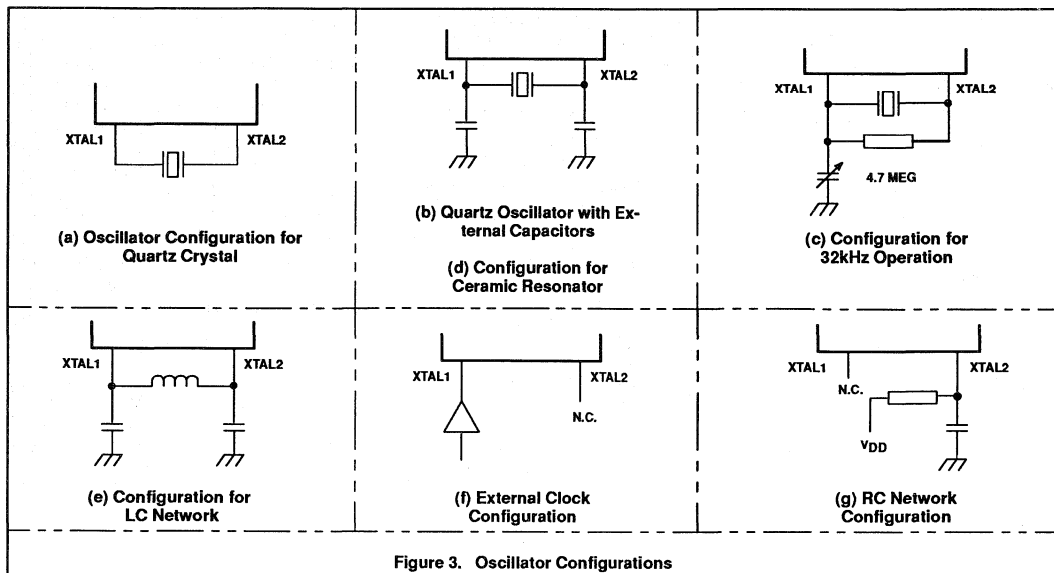 XTAL1
XTAL2
(a) Oscillator Configuration for
Quartz Crystal
XTAL1
XTAL2
(b) Quartz Oscillator with Ex-
ternal Capacitors
(d) Configuration for
Ceramic Resonator
XTAL1
XTAL2
4.7 MEG
(c) Configuration for
32kHz Operation
XTAL1
XTAL2
(e) Configuration for
LC Network
XTAL1
XTAL2
N.C.
(f) External Clock
Configuration
XTAL1
XTAL2
N.C.
VDD
(g) RC Network
Configuration
Figure 3. Oscillator Configurations